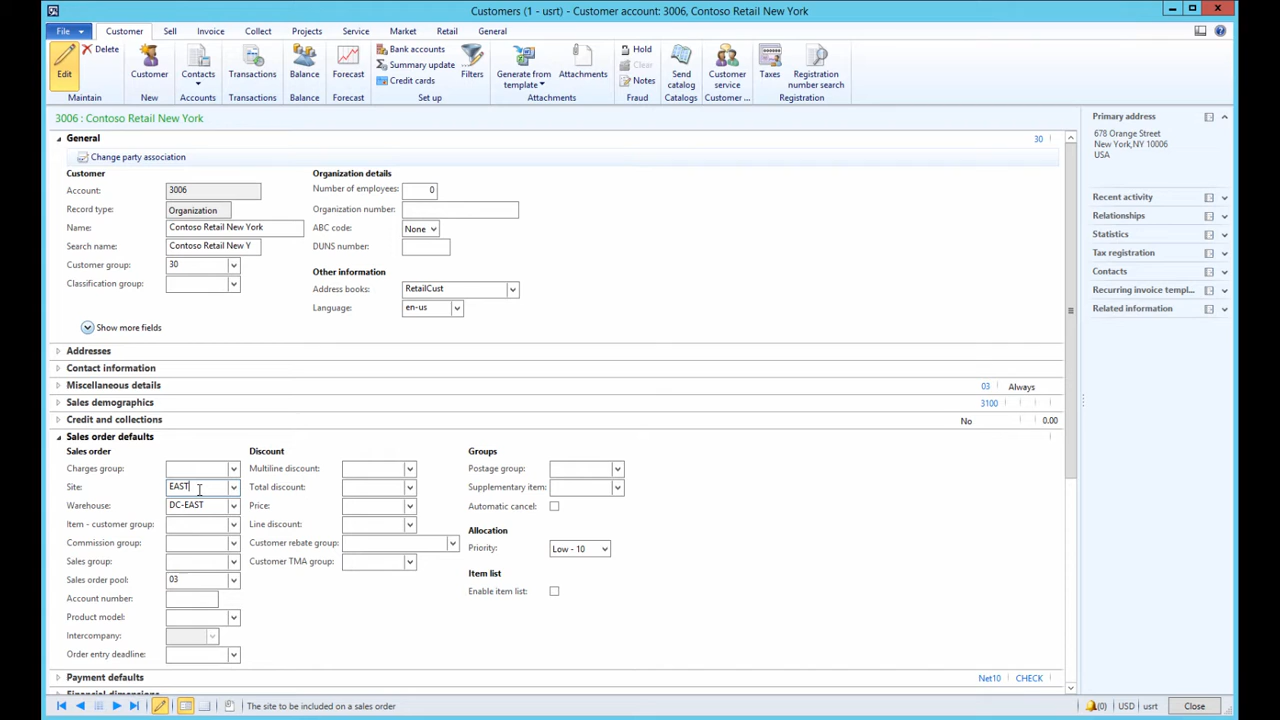 Customers (1 - usrt) - Customer account: 3006, Contoso Retail New York
File Customer Sell Invoice Collect Projects Service Market Retail General
Edit
Delete
Maintain
Customer
New
Contacts
Accounts
Transactions
Transactions
Balance
Balance
Forecast
Forecast
Bank accounts
Summary update
Credit cards
Filters
Set up
Generate from
template
Attachments
Attachments
Hold
Clear
Notes
Fraud
Send
catalog
Catalogs
Customer
service
Customer ...
Taxes
Registration
number search
Registration
3006 : Contoso Retail New York
General 30
Change party association
Customer
Account: 3006
Record type: Organization
Name: Contoso Retail New York
Search name: Contoso Retail New Y
Customer group: 30
Classification group:
Organization details
Number of employees: 0
Organization number:
ABC code: None
DUNS number:
Other information
Address books: RetailCust
Language: en-us
Show more fields
Addresses
Contact information
Miscellaneous details 03 Always
Sales demographics 3100
Credit and collections No 0.00
Sales order defaults
Sales order
Charges group:
Site: EAST
Warehouse: DC-EAST
Item - customer group:
Commission group:
Sales group:
Sales order pool: 03
Account number:
Product model:
Intercompany:
Order entry deadline:
Discount
Multiline discount:
Total discount:
Price:
Line discount:
Customer rebate group:
Customer TMA group:
Groups
Postage group:
Supplementary item:
Automatic cancel:
Allocation
Priority: Low - 10
Item list
Enable item list:
Payment defaults Net10 CHECK
Financial dimensions
Primary address
678 Orange Street
New York,NY 10006
USA
Recent activity
Relationships
Statistics
Tax registration
Contacts
Recurring invoice templ...
Related information
The site to be included on a sales order
(0) USD usrt Close